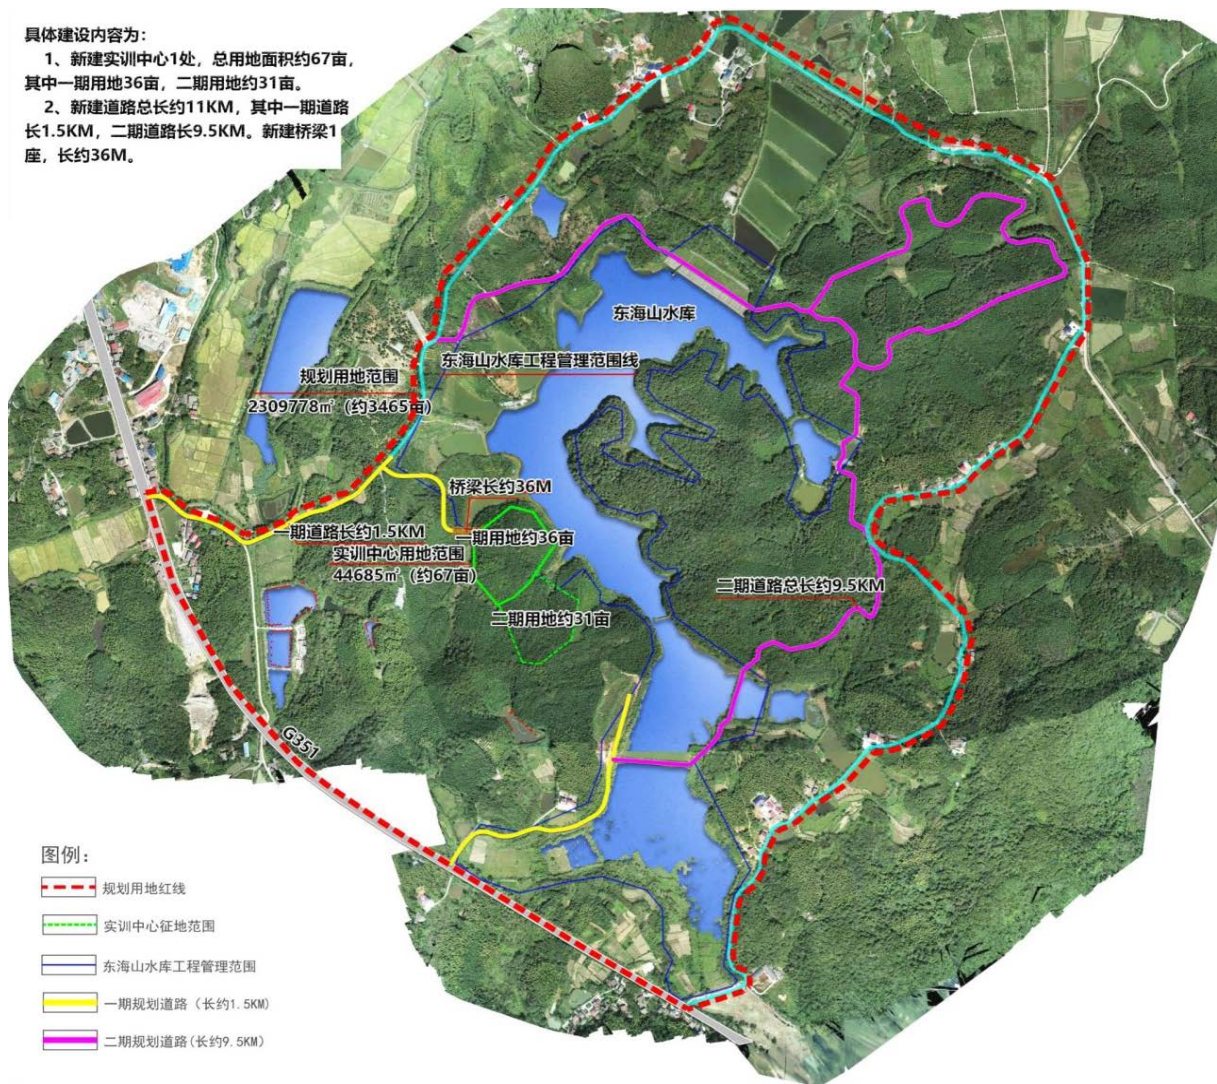 具体建设内容为：
1、新建实训中心1处，总用地面积约67亩，
其中一期用地36亩，二期用地约31亩。
2、新建道路总长约11KM，其中一期道路
长1.5KM，二期道路长9.5KM。新建桥梁1
座，长约36M。
东海山水库
规划用地范围
2309778㎡（约3465亩）
东海山水库工程管理范围线
桥梁长约36M
一期道路长约1.5KM
一期用地约36亩
实训中心用地范围
44685㎡（约67亩）
二期用地约31亩
二期道路总长约9.5KM
G351
图例：
规划用地红线
实训中心征地范围
东海山水库工程管理范围
一期规划道路（长约1.5KM)
二期规划道路(长约9.5KM）